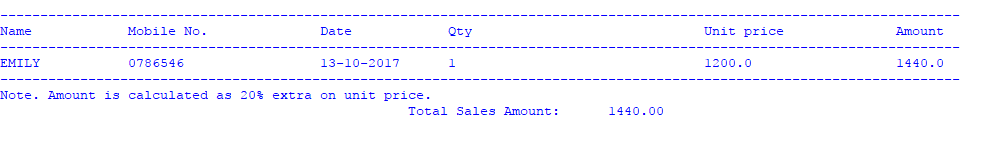 Name Mobile No. Date Qty Unit price Amount
EMILY 0786546 13-10-2017 1 1200.0 1440.0
Note. Amount is calculated as 20% extra on unit price.
Total Sales Amount: 1440.00